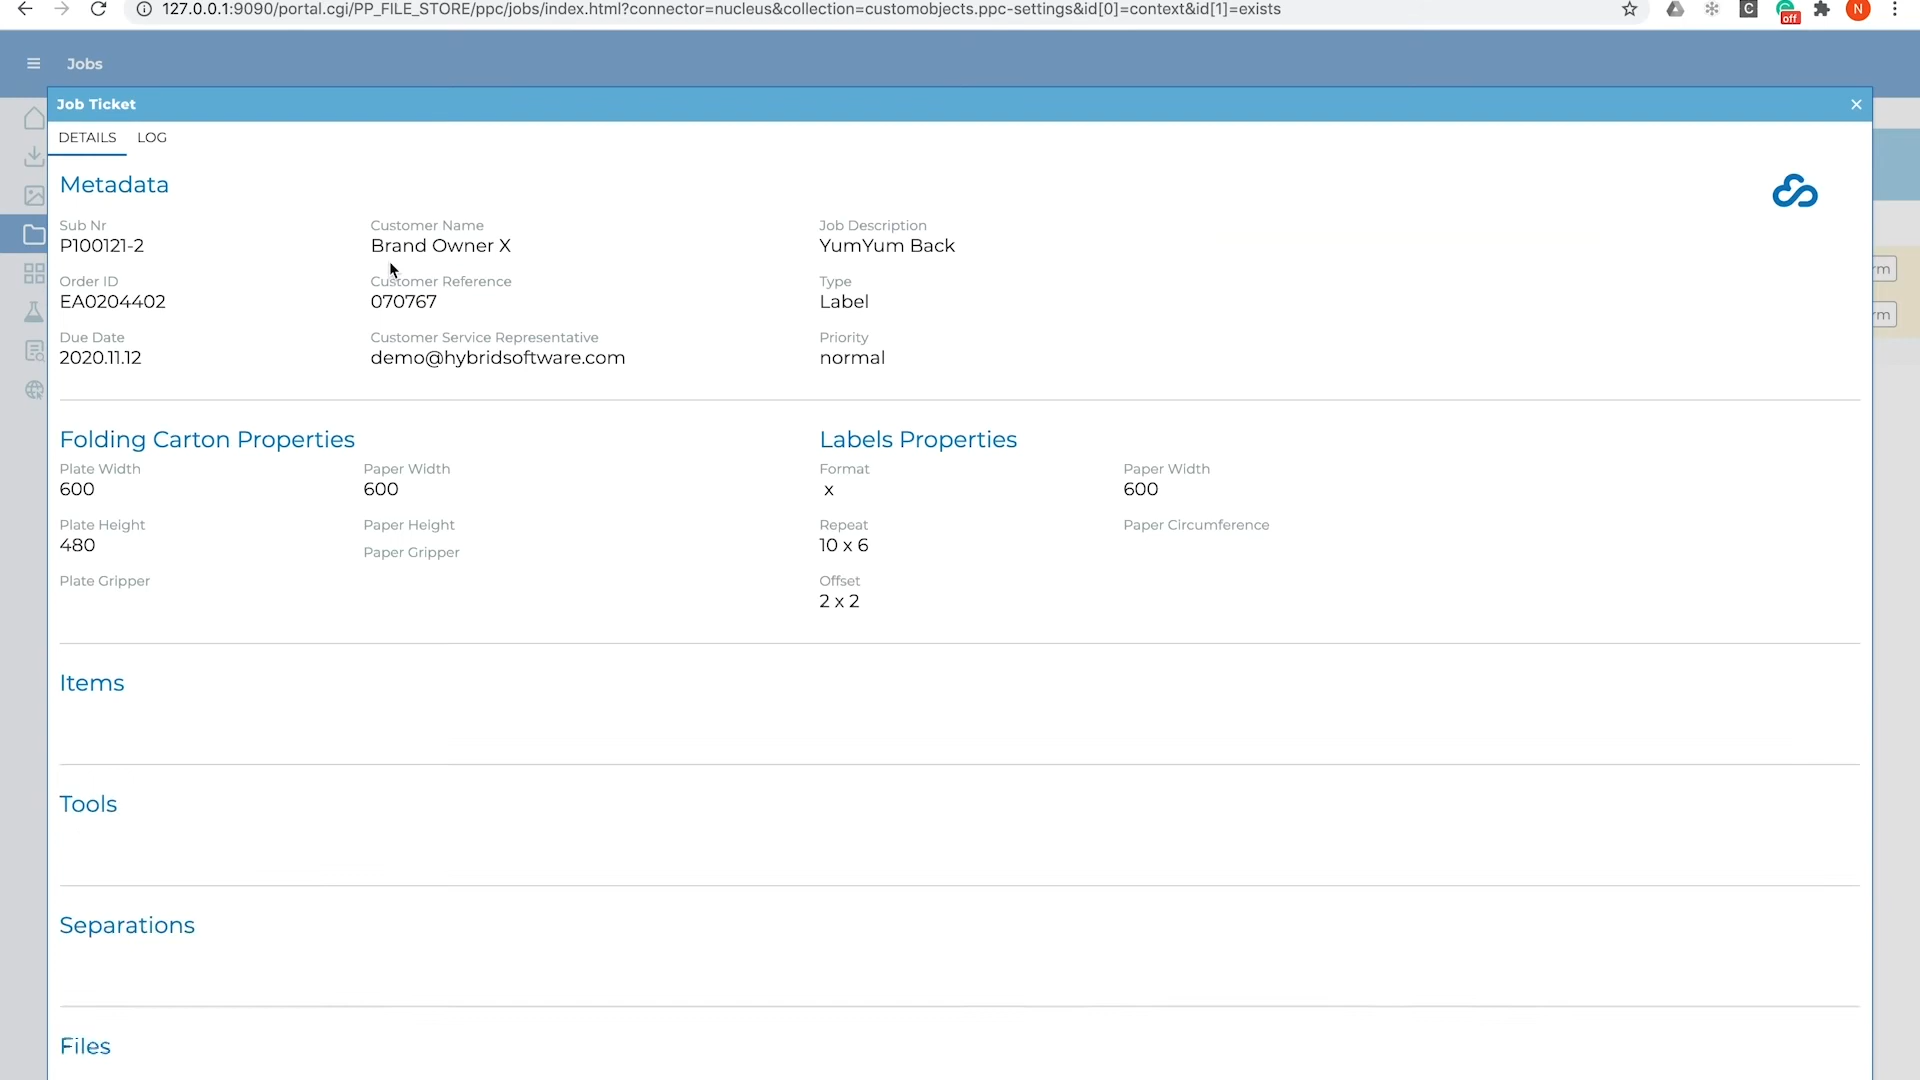 127.0.0.1:9090/portal.cgi/PP_FILE_STORE/ppc/jobs/index.html?connector=nucleus&collection=customobjects.ppc-settings&id[0]=context&id[1]=exists
C
off
N
Jobs
Job Ticket
DETAILS LOG
Metadata
Sub Nr
P100121-2
Customer Name
Brand Owner X
Job Description
YumYum Back
Order ID
EA0204402
Customer Reference
070767
Type
Label
Due Date
2020.11.12
Customer Service Representative
demo@hybridsoftware.com
Priority
normal
rm
rm
Folding Carton Properties
Plate Width
600
Paper Width
600
Plate Height
480
Paper Height
Paper Gripper
Plate Gripper
Labels Properties
Format
x
Paper Width
600
Repeat
10 x 6
Paper Circumference
Offset
2 x 2
Items
Tools
Separations
Files